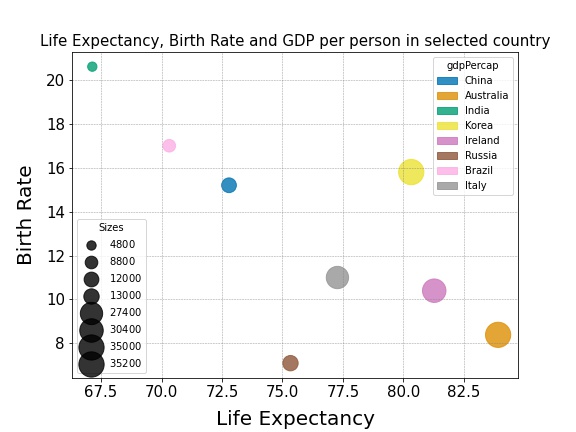 Life Expectancy, Birth Rate and GDP per person in selected country
gdpPercap
China
Australia
India
Korea
Ireland
Russia
Brazil
Italy
Birth Rate
20
18
16
14
12
10
8
Sizes
4800
8800
12000
13000
27400
30400
35000
35200
67.5 70.0 72.5 75.0 77.5 80.0 82.5
Life Expectancy